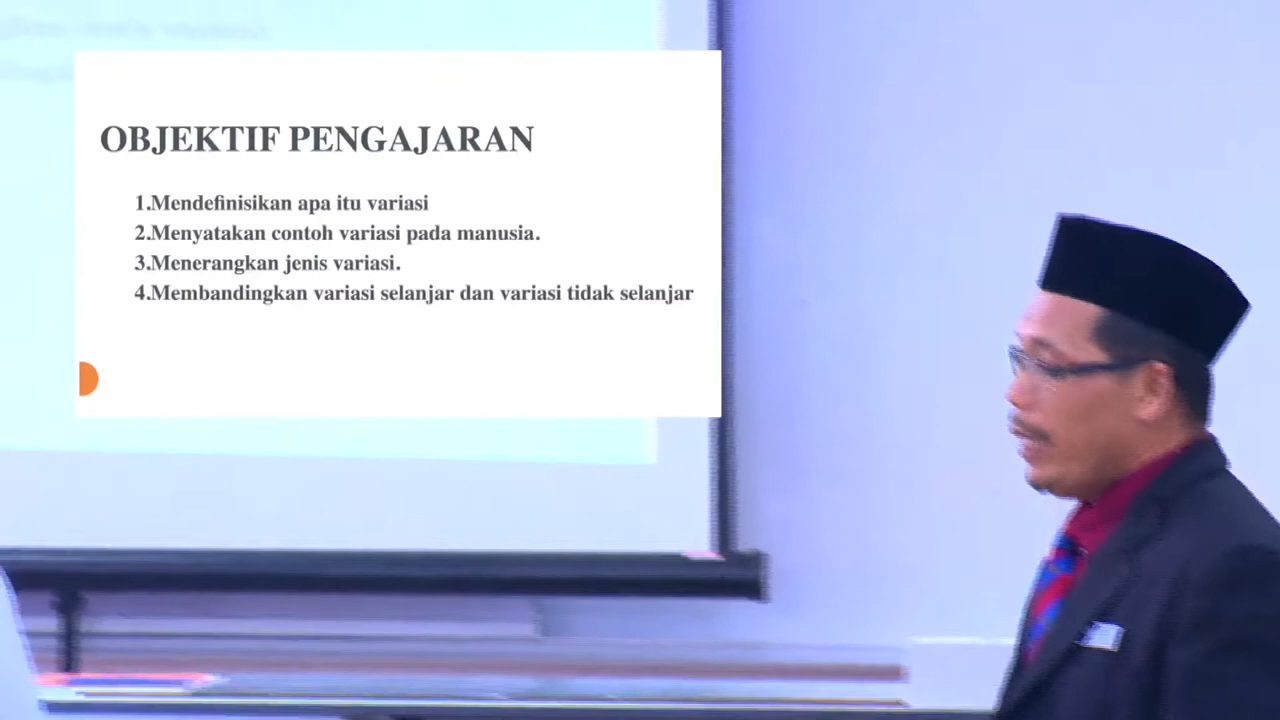 OBJEKTIF PENGAJARAN
1.Mendefinisikan apa itu variasi
2.Menyatakan contoh variasi pada manusia.
3.Menerangkan jenis variasi.
4.Membandingkan variasi selanjar dan variasi tidak selanjar